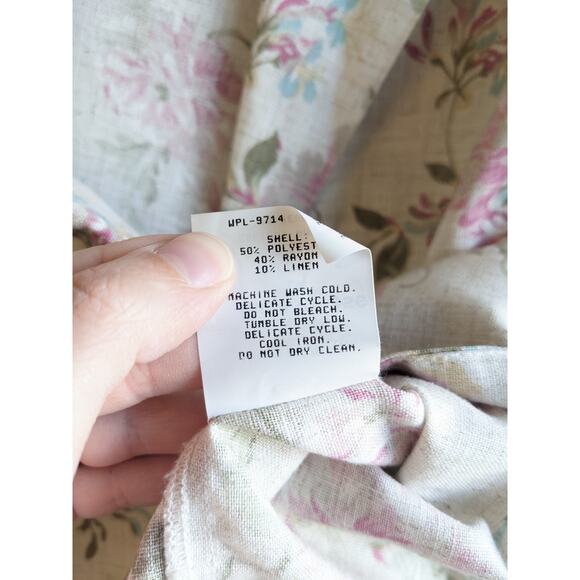 WPL-9714
SHELL:
50% POLYEST
40% RAYON
10% LINEN
MACHINE WASH COLD.
DELICATE CYCLE.
DO NOT BLEACH.
TUMBLE DRY LOW.
DELICATE CYCLE.
COOL IRON.
DO NOT DRY CLEAN.